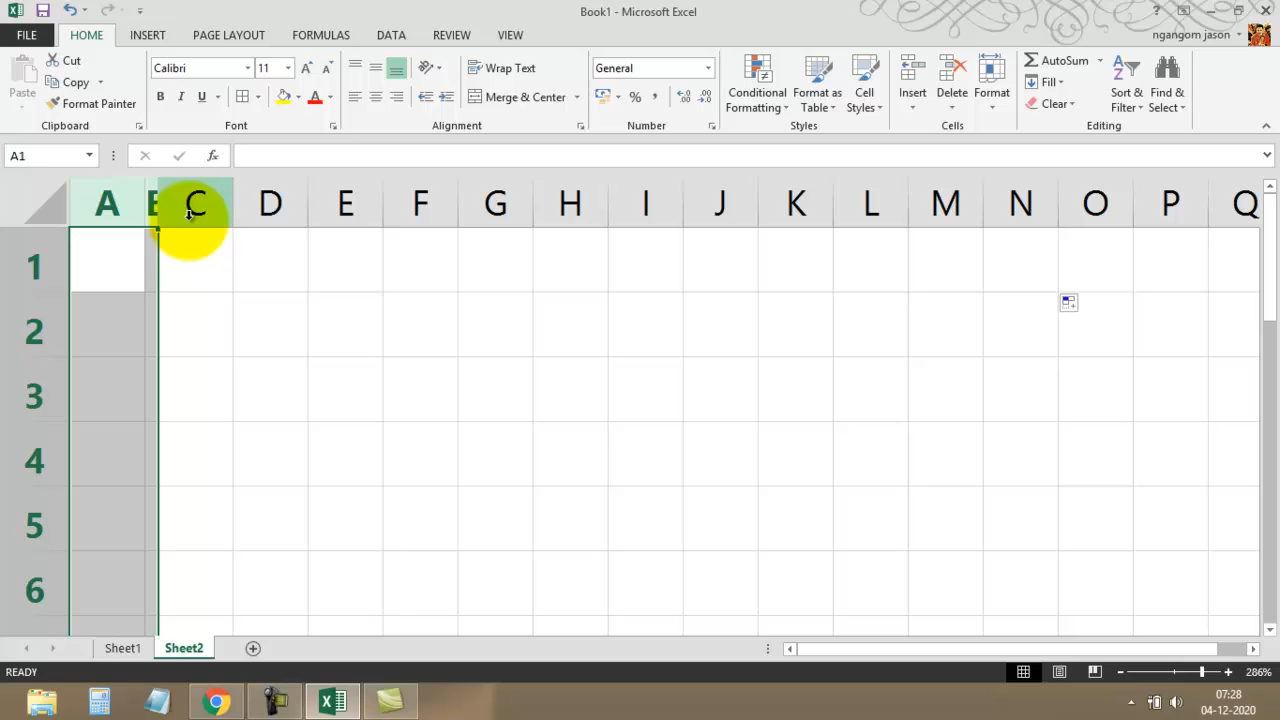 Book1 - Microsoft Excel
?
FILE HOME INSERT PAGE LAYOUT FORMULAS DATA REVIEW VIEW ngangom jason
Paste
Cut
Copy
Format Painter
Clipboard
Calibri 11
B I U A
Font
Wrap Text
Merge & Center
Alignment
General
%
Number
Conditional Formatting
Format as Table
Cell Styles
Styles
Insert Delete Format
Cells
AutoSum
Fill
Clear
Sort & Filter
Find & Select
Editing
A1 fx
A B C D E F G H I J K L M N O P Q
1
2
3
4
5
6
Sheet1 Sheet2
READY 286%
07:28
04-12-2020